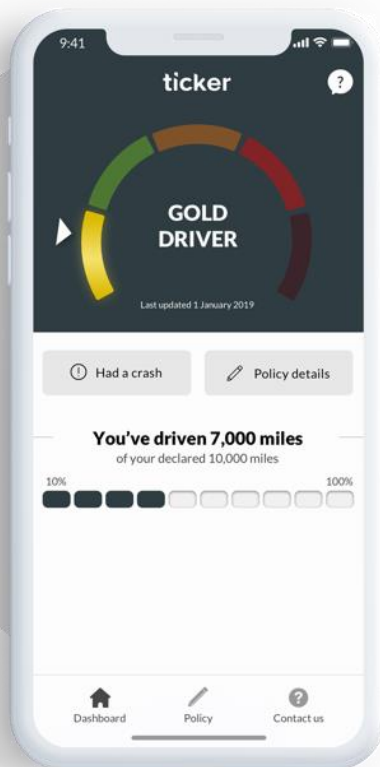 9:41
ticker
?
GOLD
DRIVER
Last updated 1 January 2019
Had a crash
Policy details
You've driven 7,000 miles
of your declared 10,000 miles
10% 100%
Dashboard Policy Contact us